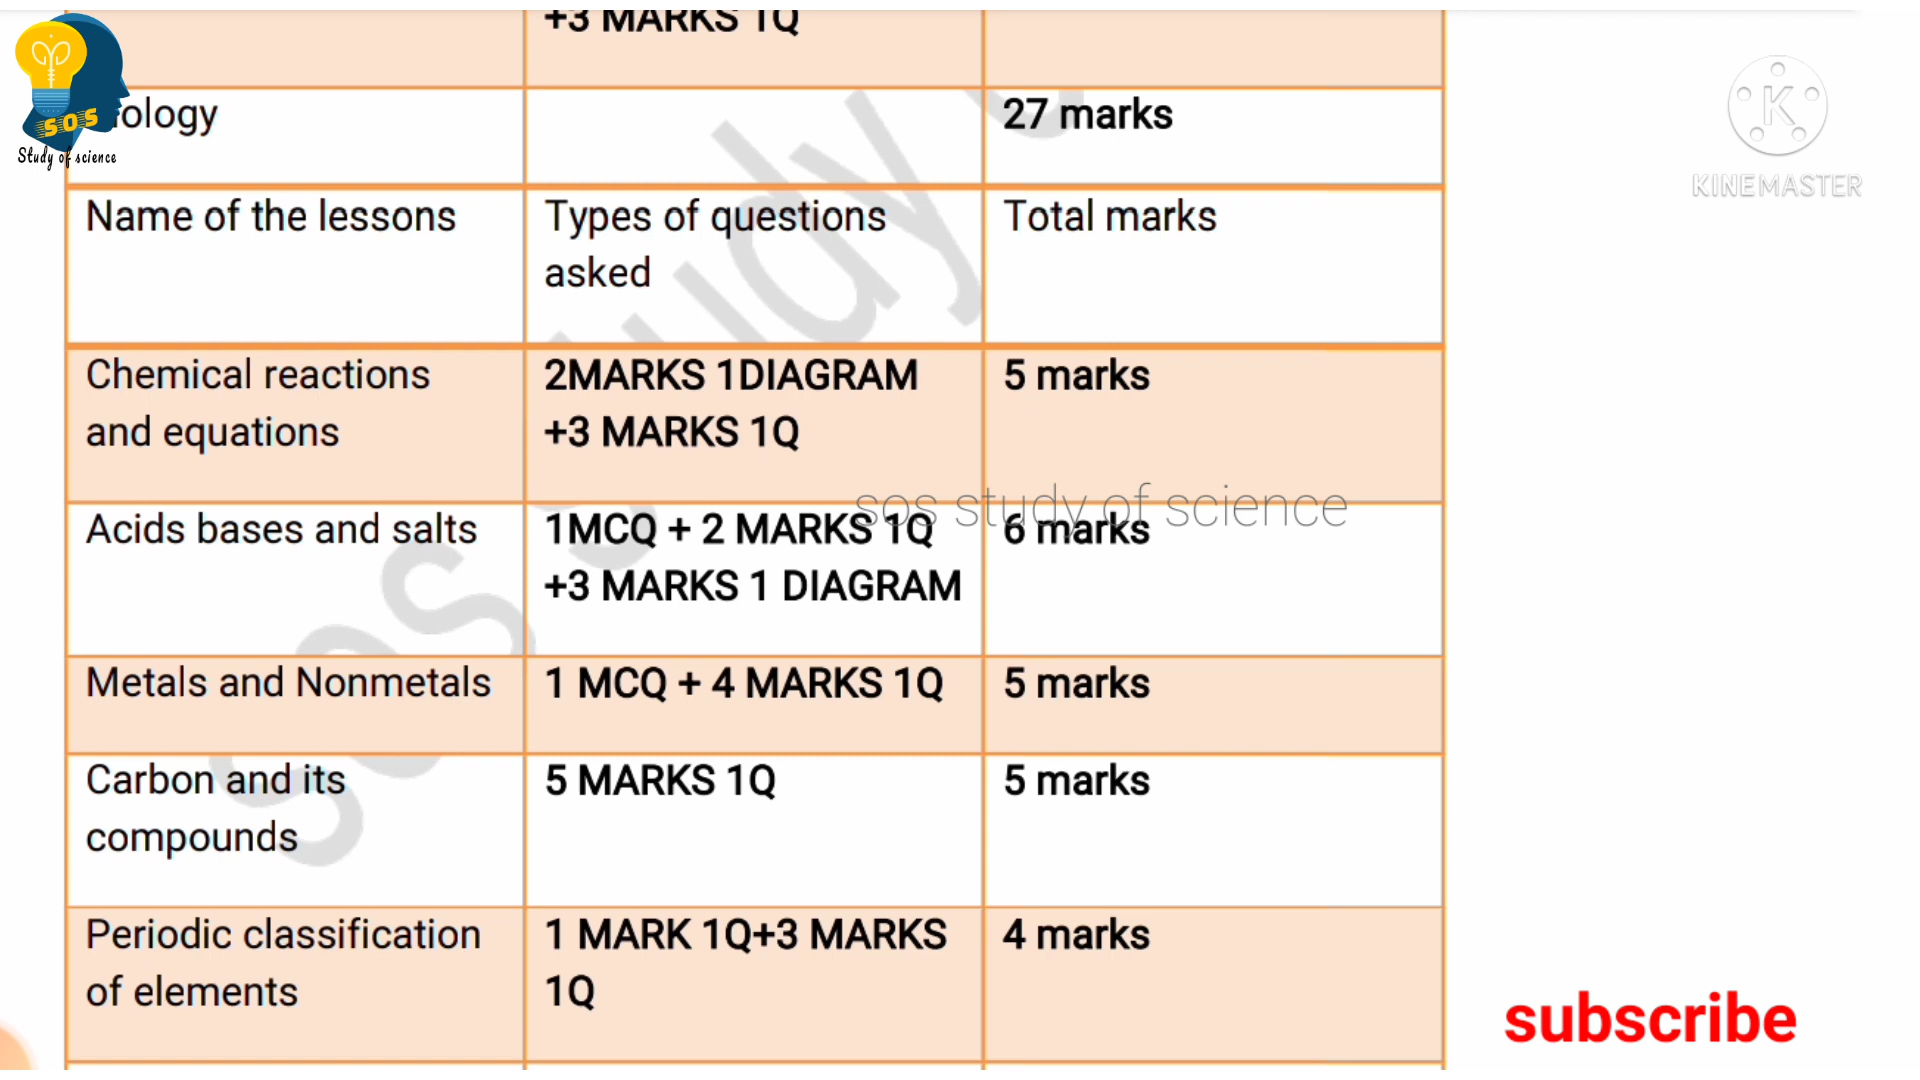 +3 MARKS 1Q
SOS
Study of science
ology
27 marks
K
KINEMASTER
Name of the lessons
Types of questions
asked
Total marks
Chemical reactions
and equations
2MARKS 1DIAGRAM
+3 MARKS 1Q
5 marks
sos study of science
Acids bases and salts
1MCQ + 2 MARKS 1Q
+3 MARKS 1 DIAGRAM
6 marks
Metals and Nonmetals
1 MCQ + 4 MARKS 1Q
5 marks
Carbon and its
compounds
5 MARKS 1Q
5 marks
Periodic classification
of elements
1 MARK 1Q+3 MARKS
1Q
4 marks
sos study
subscribe